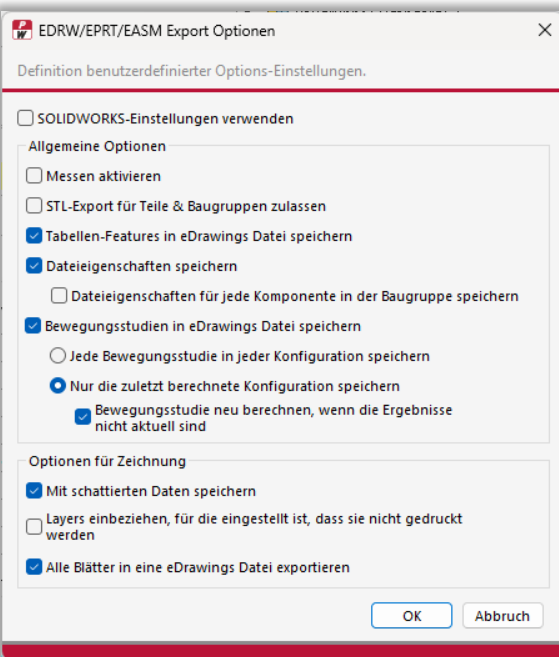 EDRW/EPRT/EASM Export Optionen
Definition benutzerdefinierter Options-Einstellungen.
SOLIDWORKS-Einstellungen verwenden
Allgemeine Optionen
Messen aktivieren
STL-Export für Teile & Baugruppen zulassen
Tabellen-Features in eDrawings Datei speichern
Dateieigenschaften speichern
Dateieigenschaften für jede Komponente in der Baugruppe speichern
Bewegungsstudien in eDrawings Datei speichern
Jede Bewegungsstudie in jeder Konfiguration speichern
Nur die zuletzt berechnete Konfiguration speichern
Bewegungsstudie neu berechnen, wenn die Ergebnisse
nicht aktuell sind
Optionen für Zeichnung
Mit schattierten Daten speichern
Layers einbeziehen, für die eingestellt ist, dass sie nicht gedruckt
werden
Alle Blätter in eine eDrawings Datei exportieren
OK
Abbruch